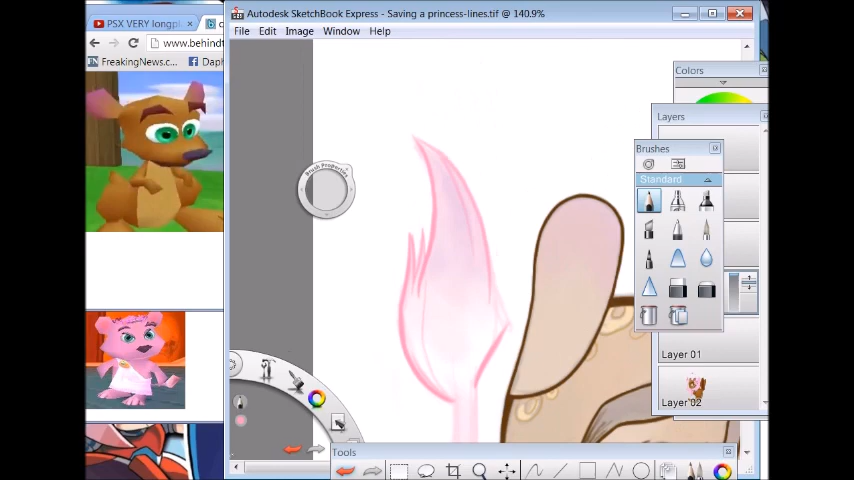 PSX VERY longpl
Autodesk SketchBook Express - Saving a princess-lines.tif @ 140.9%
www.behindt
File Edit Image Window Help
FN FreakingNews.c... Daph
Colors
Layers
Brushes
Brush Properties
Standard
Layer 01
Layer 02
Tools